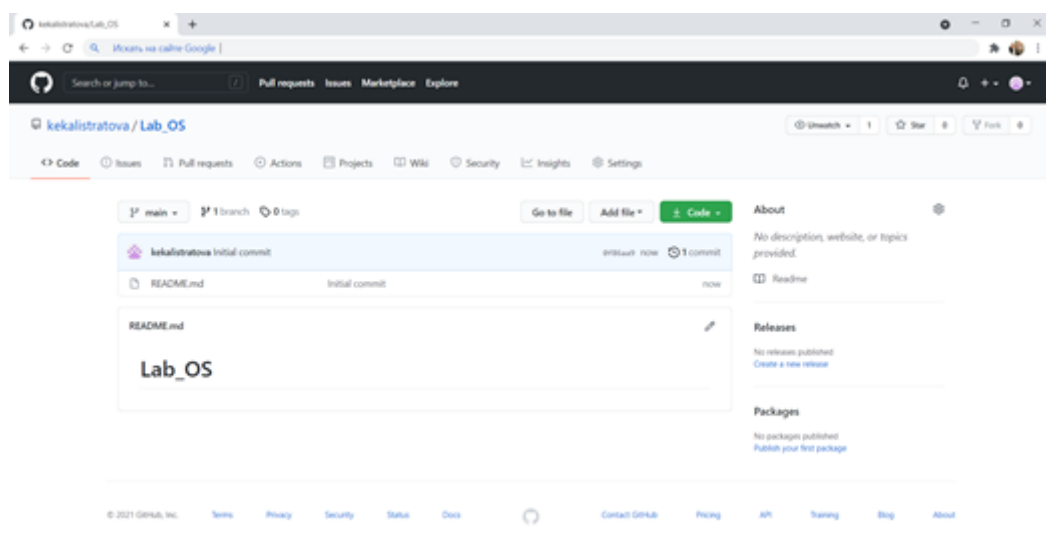 kekalistratova/Lab_OS
Искать на сайте Google
Search or jump to... / Pull requests Issues Marketplace Explore
kekalistratova / Lab_OS Unwatch 1 Star 0 Fork 0
Code Issues Pull requests Actions Projects Wiki Security Insights Settings
main 1 branch 0 tags Go to file Add file Code About
No description, website, or topics
provided.
kekalistratova Initial commit now 1 commit
README.md Initial commit now
Readme
README.md
Releases
No releases published
Create a new release
Lab_OS
Packages
No packages published
Publish your first package
© 2021 GitHub, Inc. Terms Privacy Security Status Docs Contact GitHub Pricing API Training Blog About